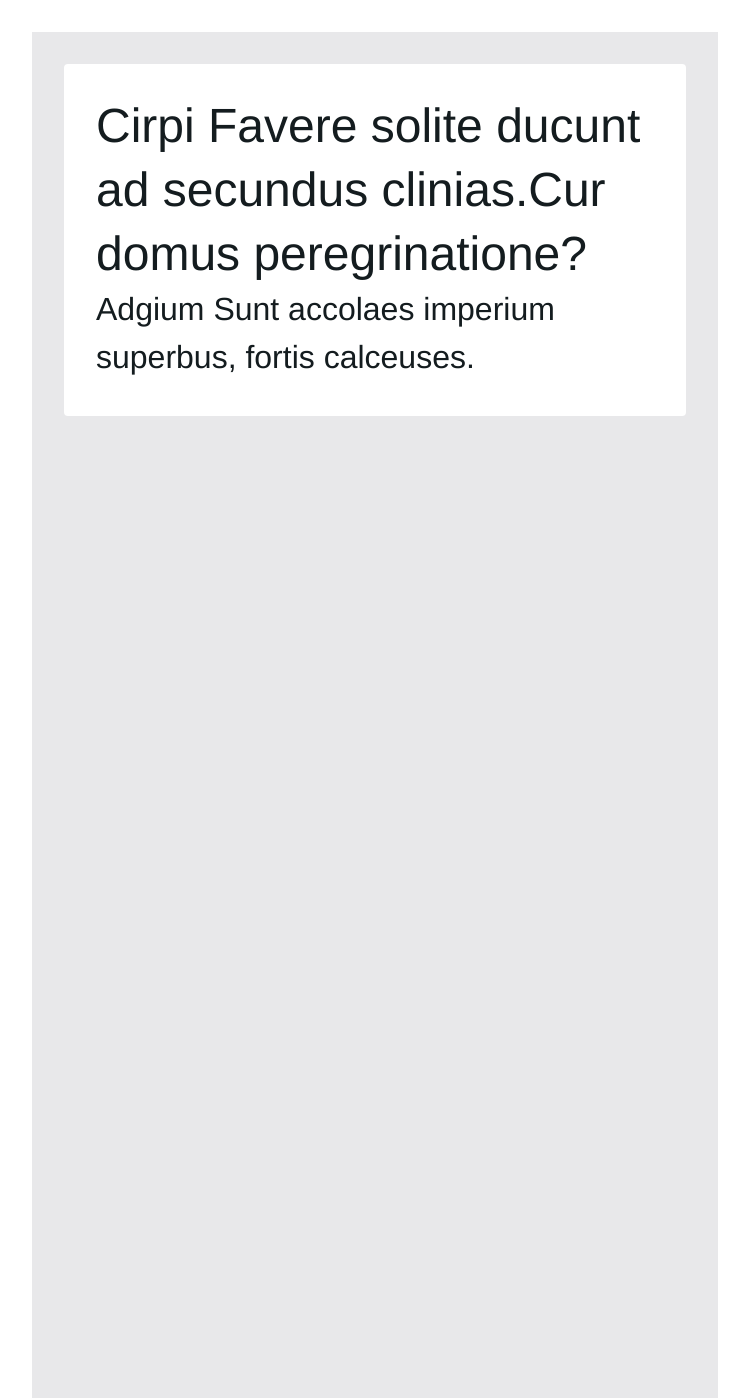 Cirpi Favere solite ducunt
ad secundus clinias.Cur
domus peregrinatione?
Adgium Sunt accolaes imperium
superbus, fortis calceuses.